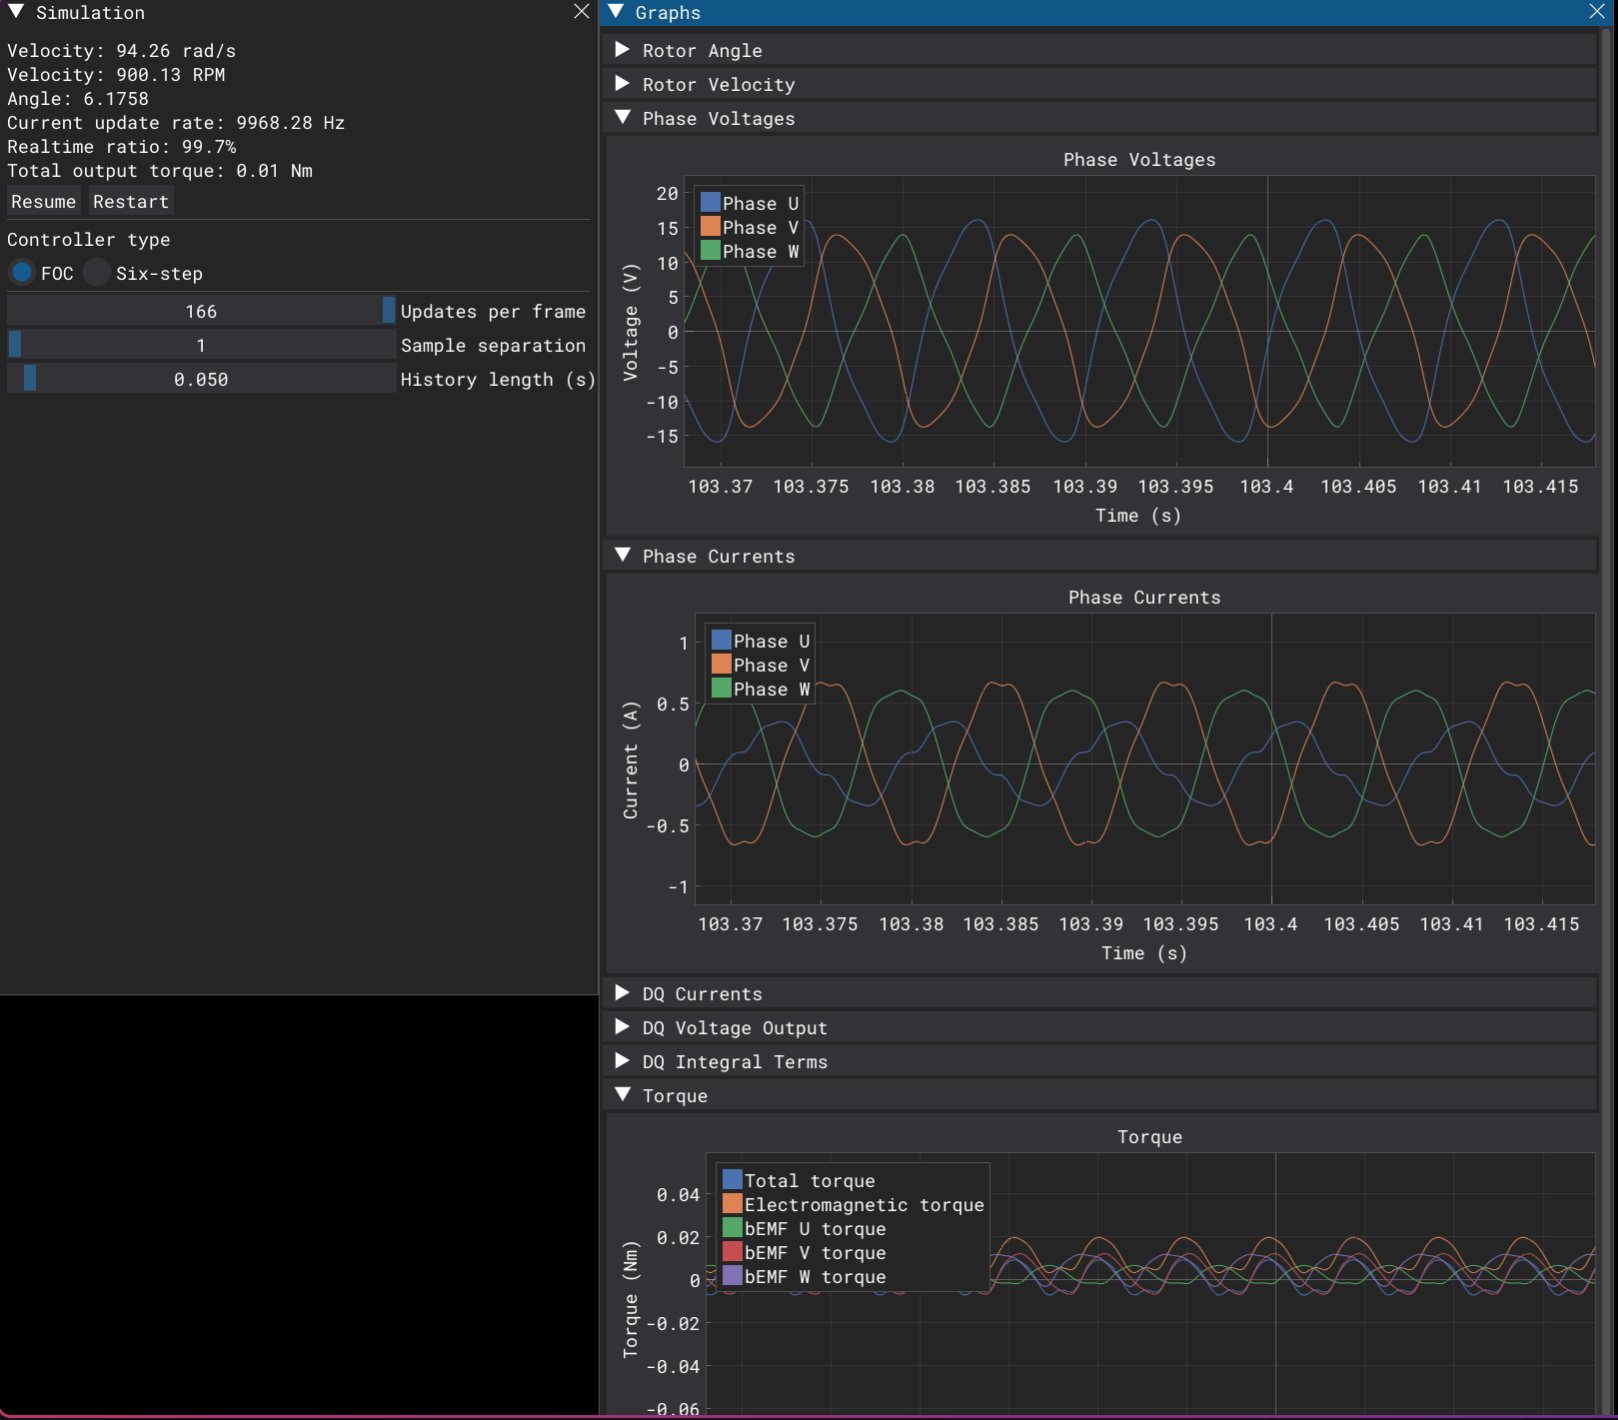 Simulation
Velocity: 94.26 rad/s
Velocity: 900.13 RPM
Angle: 6.1758
Current update rate: 9968.28 Hz
Realtime ratio: 99.7%
Total output torque: 0.01 Nm
Resume Restart
Controller type
FOC Six-step
166 Updates per frame
1 Sample separation
0.050 History length (s)
Graphs
Rotor Angle
Rotor Velocity
Phase Voltages
Phase Voltages
Phase U
Phase V
Phase W
20
15
10
5
0
-5
-10
-15
Voltage (V)
103.37 103.375 103.38 103.385 103.39 103.395 103.4 103.405 103.41 103.415
Time (s)
Phase Currents
Phase Currents
Phase U
Phase V
Phase W
1
0.5
0
-0.5
-1
Current (A)
103.37 103.375 103.38 103.385 103.39 103.395 103.4 103.405 103.41 103.415
Time (s)
DQ Currents
DQ Voltage Output
DQ Integral Terms
Torque
Torque
Total torque
Electromagnetic torque
bEMF U torque
bEMF V torque
bEMF W torque
0.04
0.02
0
-0.02
-0.04
-0.06
Torque (Nm)